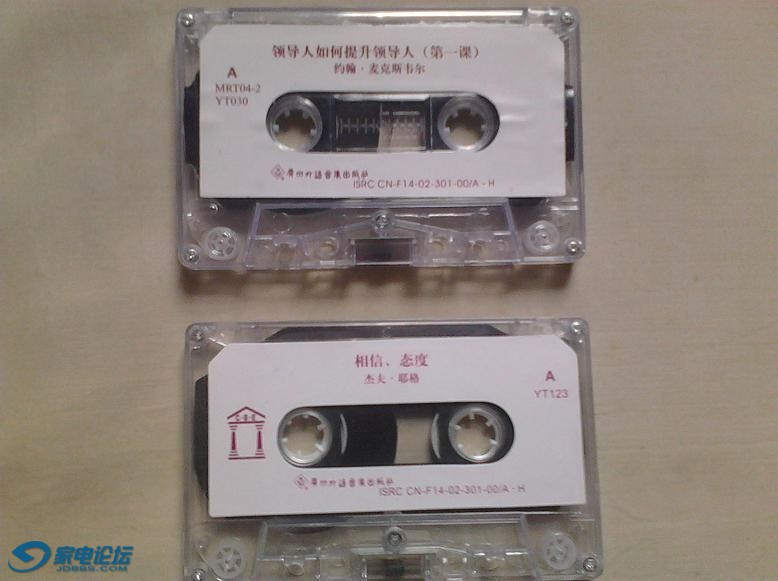 领导人如何提升领导人（第一课）
约翰·麦克斯韦尔
A
MRT04-2
YT030
广州外语音像出版社
ISRC CN-F14-02-301-00/A-H
相信、态度
杰夫·耶格
A
YT123
C·B·E
广州外语音像出版社
ISRC CN-F14-02-301-00/A-H
家电论坛
JDBBS.COM